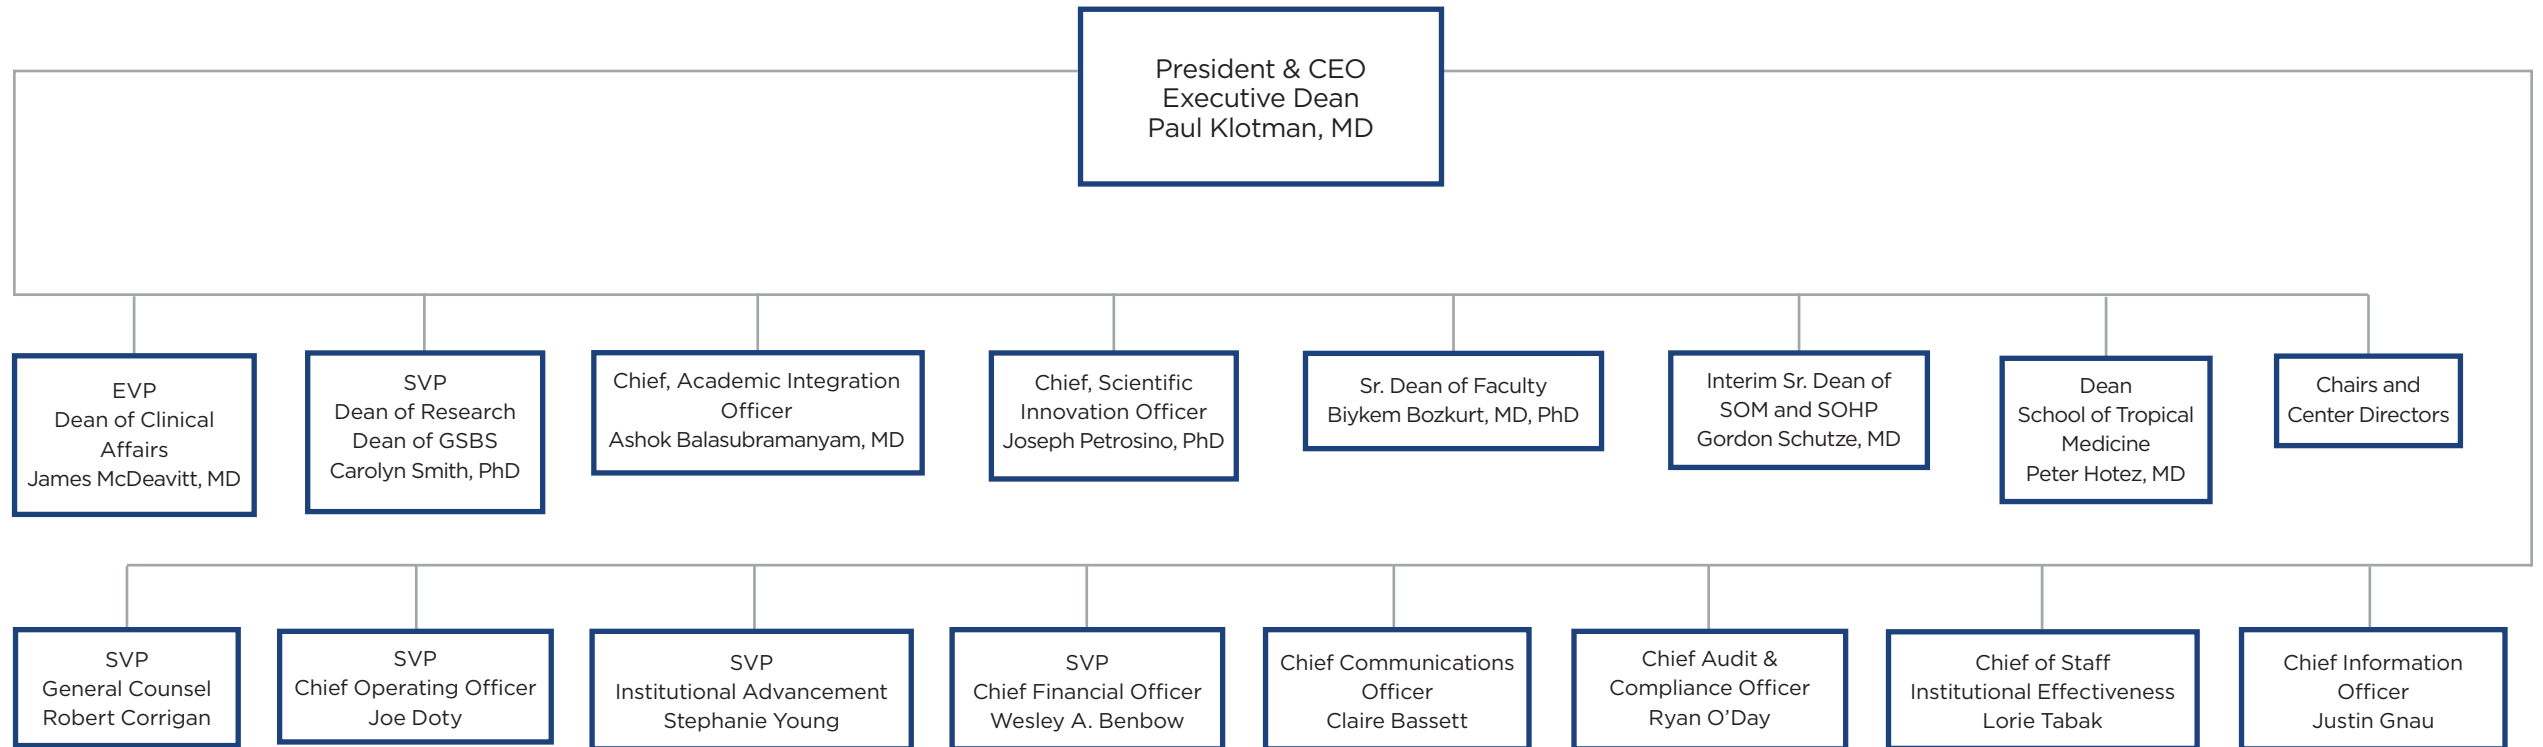 President & CEO
Executive Dean
Paul Klotman, MD
EVP
Dean of Clinical
Affairs
James McDeavitt, MD
SVP
Dean of Research
Dean of GSBS
Carolyn Smith, PhD
Chief, Academic Integration
Officer
Ashok Balasubramanyam, MD
Chief, Scientific
Innovation Officer
Joseph Petrosino, PhD
Sr. Dean of Faculty
Biykem Bozkurt, MD, PhD
Interim Sr. Dean of
SOM and SOHP
Gordon Schutze, MD
Dean
School of Tropical
Medicine
Peter Hotez, MD
Chairs and
Center Directors
SVP
General Counsel
Robert Corrigan
SVP
Chief Operating Officer
Joe Doty
SVP
Institutional Advancement
Stephanie Young
SVP
Chief Financial Officer
Wesley A. Benbow
Chief Communications
Officer
Claire Bassett
Chief Audit &
Compliance Officer
Ryan O’Day
Chief of Staff
Institutional Effectiveness
Lorie Tabak
Chief Information
Officer
Justin Gnau